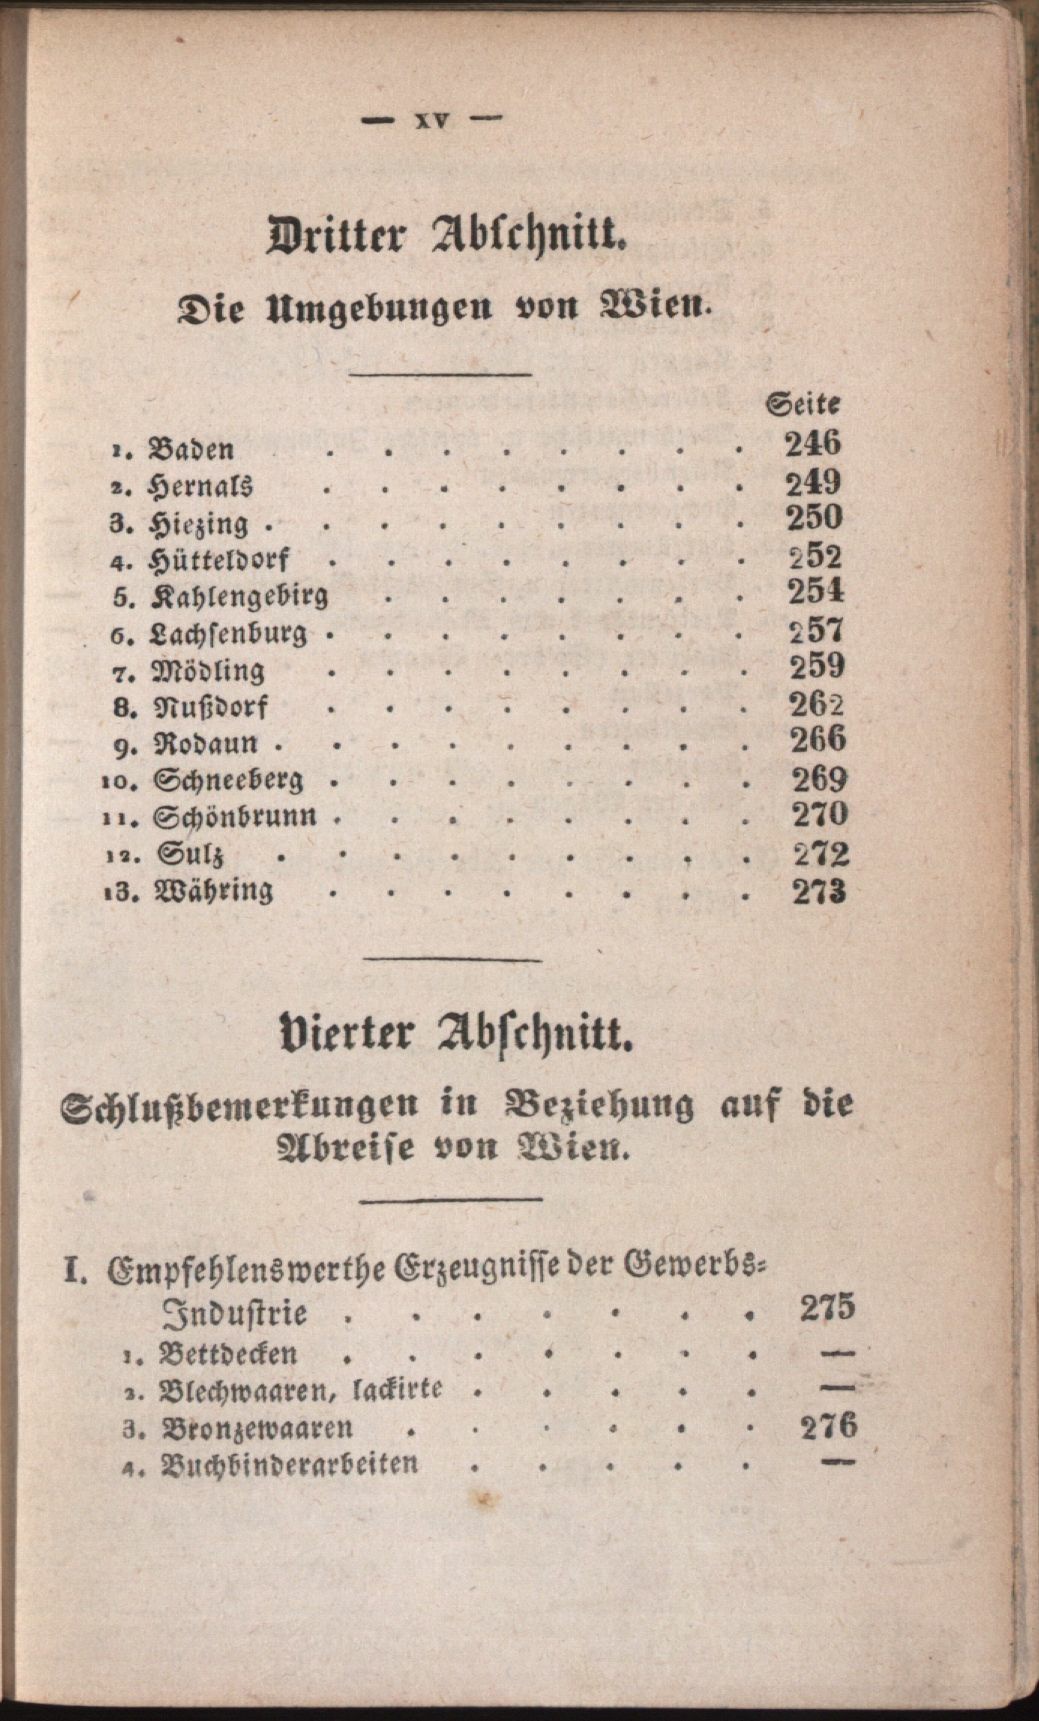 — XV —
Dritter Abschnitt.
Die Umgebungen von Wien.
Seite
1. Baden . . . . . . . . 246
2. Hernals . . . . . . . . 249
3. Hiezing . . . . . . . . . 250
4. Hütteldorf . . . . . . . . 252
5. Kahlengebirg . . . . . . . 254
6. Lachsenburg . . . . . . . . 257
7. Mödling . . . . . . . . 259
8. Nußdorf . . . . . . . . 262
9. Rodaun . . . . . . . . . 266
10. Schneeberg . . . . . . . . 269
11. Schönbrunn . . . . . . . . 270
12. Sulz . . . . . . . . . 272
13. Währing . . . . . . . . 273
Vierter Abschnitt.
Schlußbemerkungen in Beziehung auf die
Abreise von Wien.
I. Empfehlenswerthe Erzeugnisse der Gewerbs-
Industrie . . . . . . . 275
1. Bettdecken . . . . . . . —
2. Blechwaaren, lackirte . . . . . —
3. Bronzewaaren . . . . . . 276
4. Buchbinderarbeiten . . . . . —